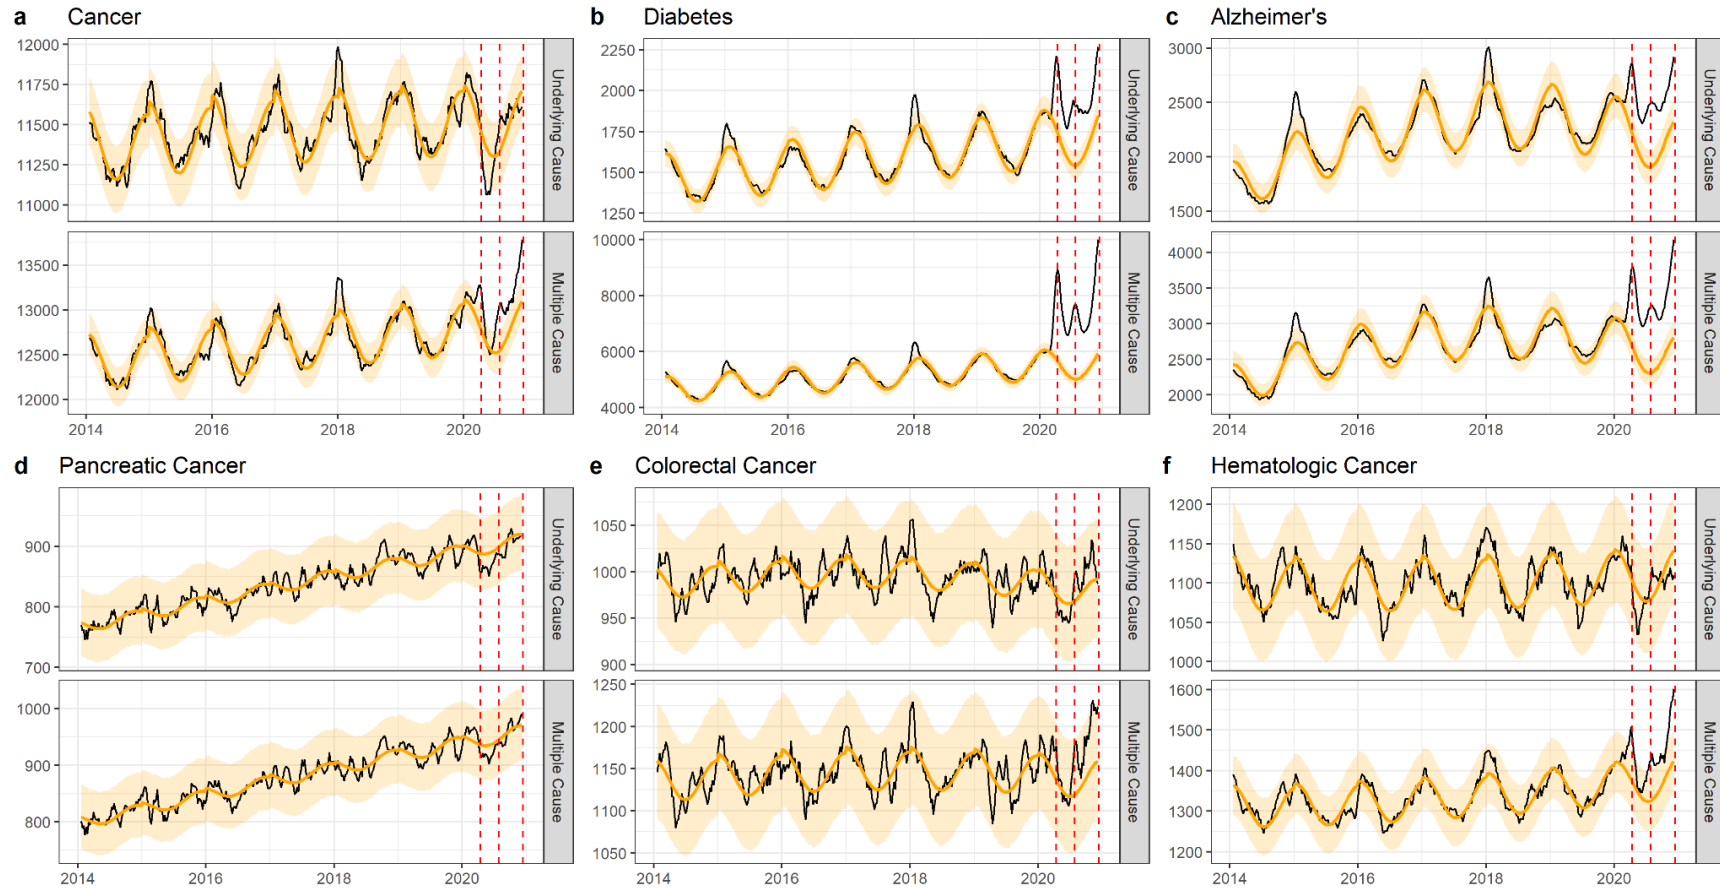 a Cancer
12000
11750
11500
11250
11000
Underlying Cause
13500
13000
12500
12000
Multiple Cause
2014 2016 2018 2020
b Diabetes
2250
2000
1750
1500
1250
Underlying Cause
10000
8000
6000
4000
Multiple Cause
2014 2016 2018 2020
c Alzheimer's
3000
2500
2000
1500
Underlying Cause
4000
3500
3000
2500
2000
Multiple Cause
2014 2016 2018 2020
d Pancreatic Cancer
900
800
700
Underlying Cause
1000
900
800
Multiple Cause
2014 2016 2018 2020
e Colorectal Cancer
1050
1000
950
900
Underlying Cause
1250
1200
1150
1100
1050
Multiple Cause
2014 2016 2018 2020
f Hematologic Cancer
1200
1150
1100
1050
1000
Underlying Cause
1600
1500
1400
1300
1200
Multiple Cause
2014 2016 2018 2020